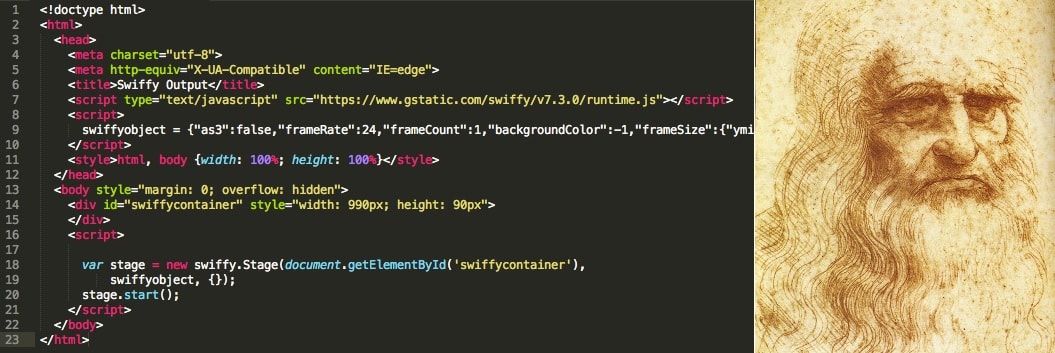 1 <!doctype html>
2 <html>
3 <head>
4 <meta charset="utf-8">
5 <meta http-equiv="X-UA-Compatible" content="IE=edge">
6 <title>Swiffy Output</title>
7 <script type="text/javascript" src="https://www.gstatic.com/swiffy/v7.3.0/runtime.js"></script>
8 <script>
9 swiffyobject = {"as3":false,"frameRate":24,"frameCount":1,"backgroundColor":-1,"frameSize":{"ymi
10 </script>
11 <style>html, body {width: 100%; height: 100%}</style>
12 </head>
13 <body style="margin: 0; overflow: hidden">
14 <div id="swiffycontainer" style="width: 990px; height: 90px">
15 </div>
16 <script>
17
18 var stage = new swiffy.Stage(document.getElementById('swiffycontainer'),
19 swiffyobject, {});
20 stage.start();
21 </script>
22 </body>
23 </html>